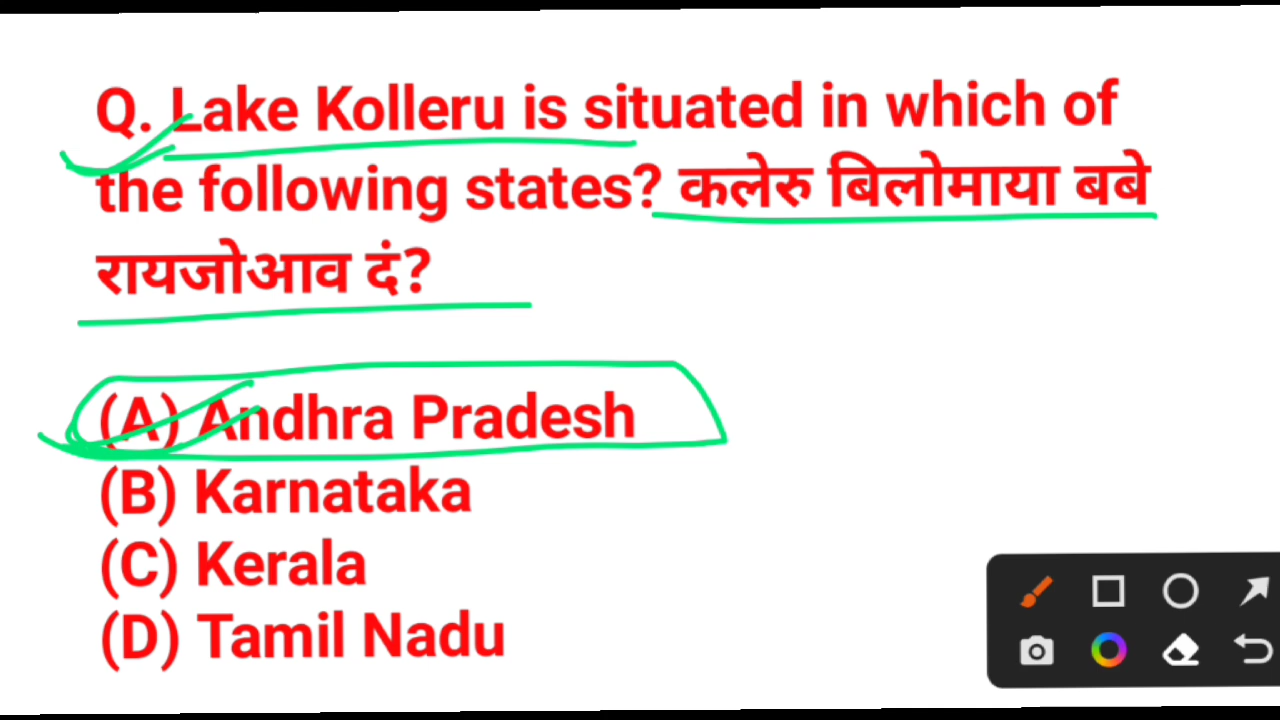 Q. Lake Kolleru is situated in which of
the following states? कलेरु बिलोमाया बबे
रायजोआव दं?
(A) Andhra Pradesh
(B) Karnataka
(C) Kerala
(D) Tamil Nadu